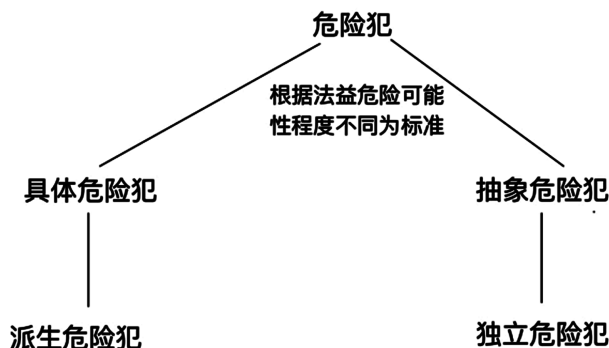 危险犯
根据法益危险可能
性程度不同为标准
具体危险犯
抽象危险犯
派生危险犯
独立危险犯